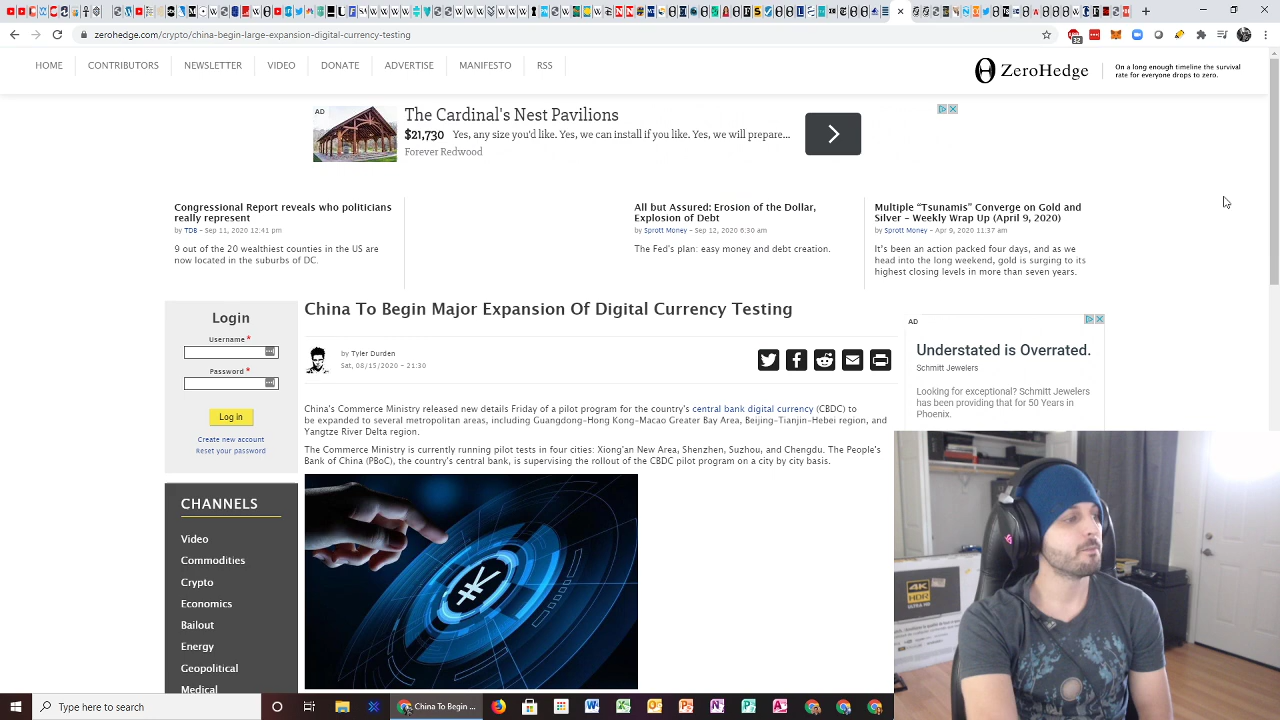 zerohedge.com/crypto/china-begin-large-expansion-digital-currency-testing
32
HOME
CONTRIBUTORS
NEWSLETTER
VIDEO
DONATE
ADVERTISE
MANIFESTO
RSS
ZeroHedge
On a long enough timeline the survival
rate for everyone drops to zero.
AD
The Cardinal's Nest Pavilions
$21,730 Yes, any size you'd like. Yes, we can install if you like. Yes, we will prepare...
Forever Redwood
Congressional Report reveals who politicians
really represent
by TDB - Sep 11, 2020 12:41 pm
9 out of the 20 wealthiest counties in the US are
now located in the suburbs of DC.
All but Assured: Erosion of the Dollar,
Explosion of Debt
by Sprott Money - Sep 12, 2020 6:30 am
The Fed's plan: easy money and debt creation.
Multiple “Tsunamis” Converge on Gold and
Silver – Weekly Wrap Up (April 9, 2020)
by Sprott Money - Apr 9, 2020 11:37 am
It's been an action packed four days, and as we
head into the long weekend, gold is surging to its
highest closing levels in more than seven years.
Login
Username *
Password *
Log in
Create new account
Reset your password
CHANNELS
Video
Commodities
Crypto
Economics
Bailout
Energy
Geopolitical
Medical
China To Begin Major Expansion Of Digital Currency Testing
by Tyler Durden
Sat, 08/15/2020 - 21:30
China's Commerce Ministry released new details Friday of a pilot program for the country's central bank digital currency (CBDC) to
be expanded to several metropolitan areas, including Guangdong-Hong Kong-Macao Greater Bay Area, Beijing-Tianjin-Hebei region, and
Yangtze River Delta region.
The Commerce Ministry is currently running pilot tests in four cities: Xiong'an New Area, Shenzhen, Suzhou, and Chengdu. The People's
Bank of China (PBoC), the country's central bank, is supervising the rollout of the CBDC pilot program on a city by city basis.
¥
AD
Understated is Overrated.
Schmitt Jewelers
Looking for exceptional? Schmitt Jewelers
has been providing that for 50 Years in
Phoenix.
4K
HDR
Type here to search
China To Begin ...